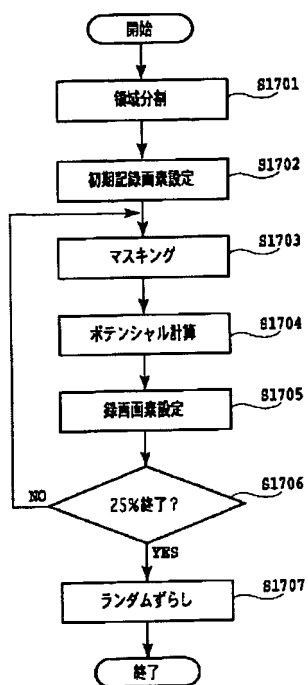 開始
領域分割
S1701
初期記録画素設定
S1702
マスキング
S1703
ポテンシャル計算
S1704
録画画素設定
S1705
25%終了?
S1706
NO
YES
ランダムずらし
S1707
終了